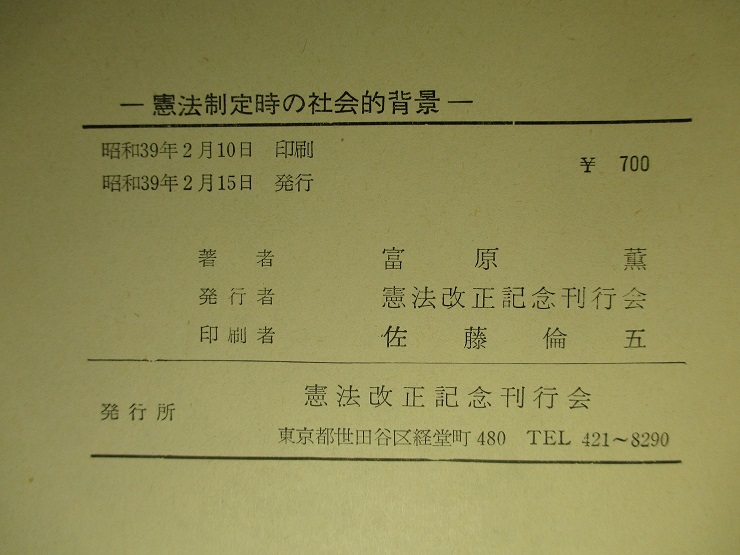 ―憲法制定時の社会的背景―
昭和39年2月10日 印刷
昭和39年2月15日 発行
¥ 700
著者 富原薫
発行者 憲法改正記念刊行会
印刷者 佐藤倫五
発行所 憲法改正記念刊行会
東京都世田谷区経堂町480 TEL 421~8290